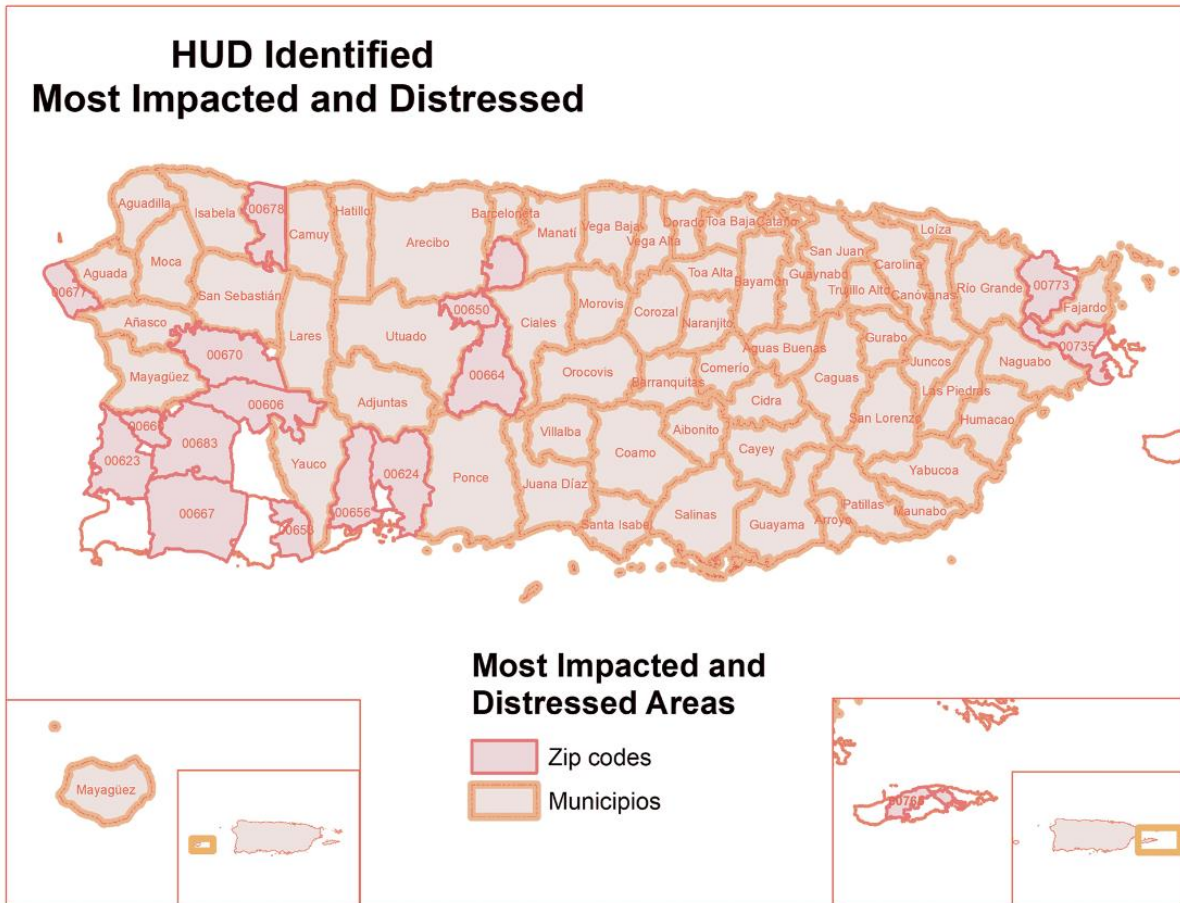 HUD Identified
Most Impacted and Distressed
Aguadilla
Isabela
00678
Camuy
Hatillo
Arecibo
Barceloneta
Manatí
Vega Baja
Vega Alta
Dorado
Toa Baja
Cataño
San Juan
Loíza
Carolina
Aguada
Moca
00677
San Sebastián
Toa Alta
Bayamón
Guaynabo
Trujillo Alto
Canóvanas
Río Grande
00773
Fajardo
Añasco
Lares
Utuado
00650
Ciales
Morovis
Corozal
Naranjito
Aguas Buenas
Gurabo
Juncos
00735
Naguabo
00670
Mayagüez
00664
Orocovis
Barranquitas
Comerío
Caguas
Las Piedras
00606
Adjuntas
Cidra
San Lorenzo
Humacao
00683
00623
Yauco
00624
Ponce
Villalba
Coamo
Aibonito
Cayey
Yabucoa
00667
00656
Juana Díaz
Santa Isabel
Salinas
Guayama
Arroyo
Patillas
Maunabo
Most Impacted and
Distressed Areas
Zip codes
Municipios
Mayagüez